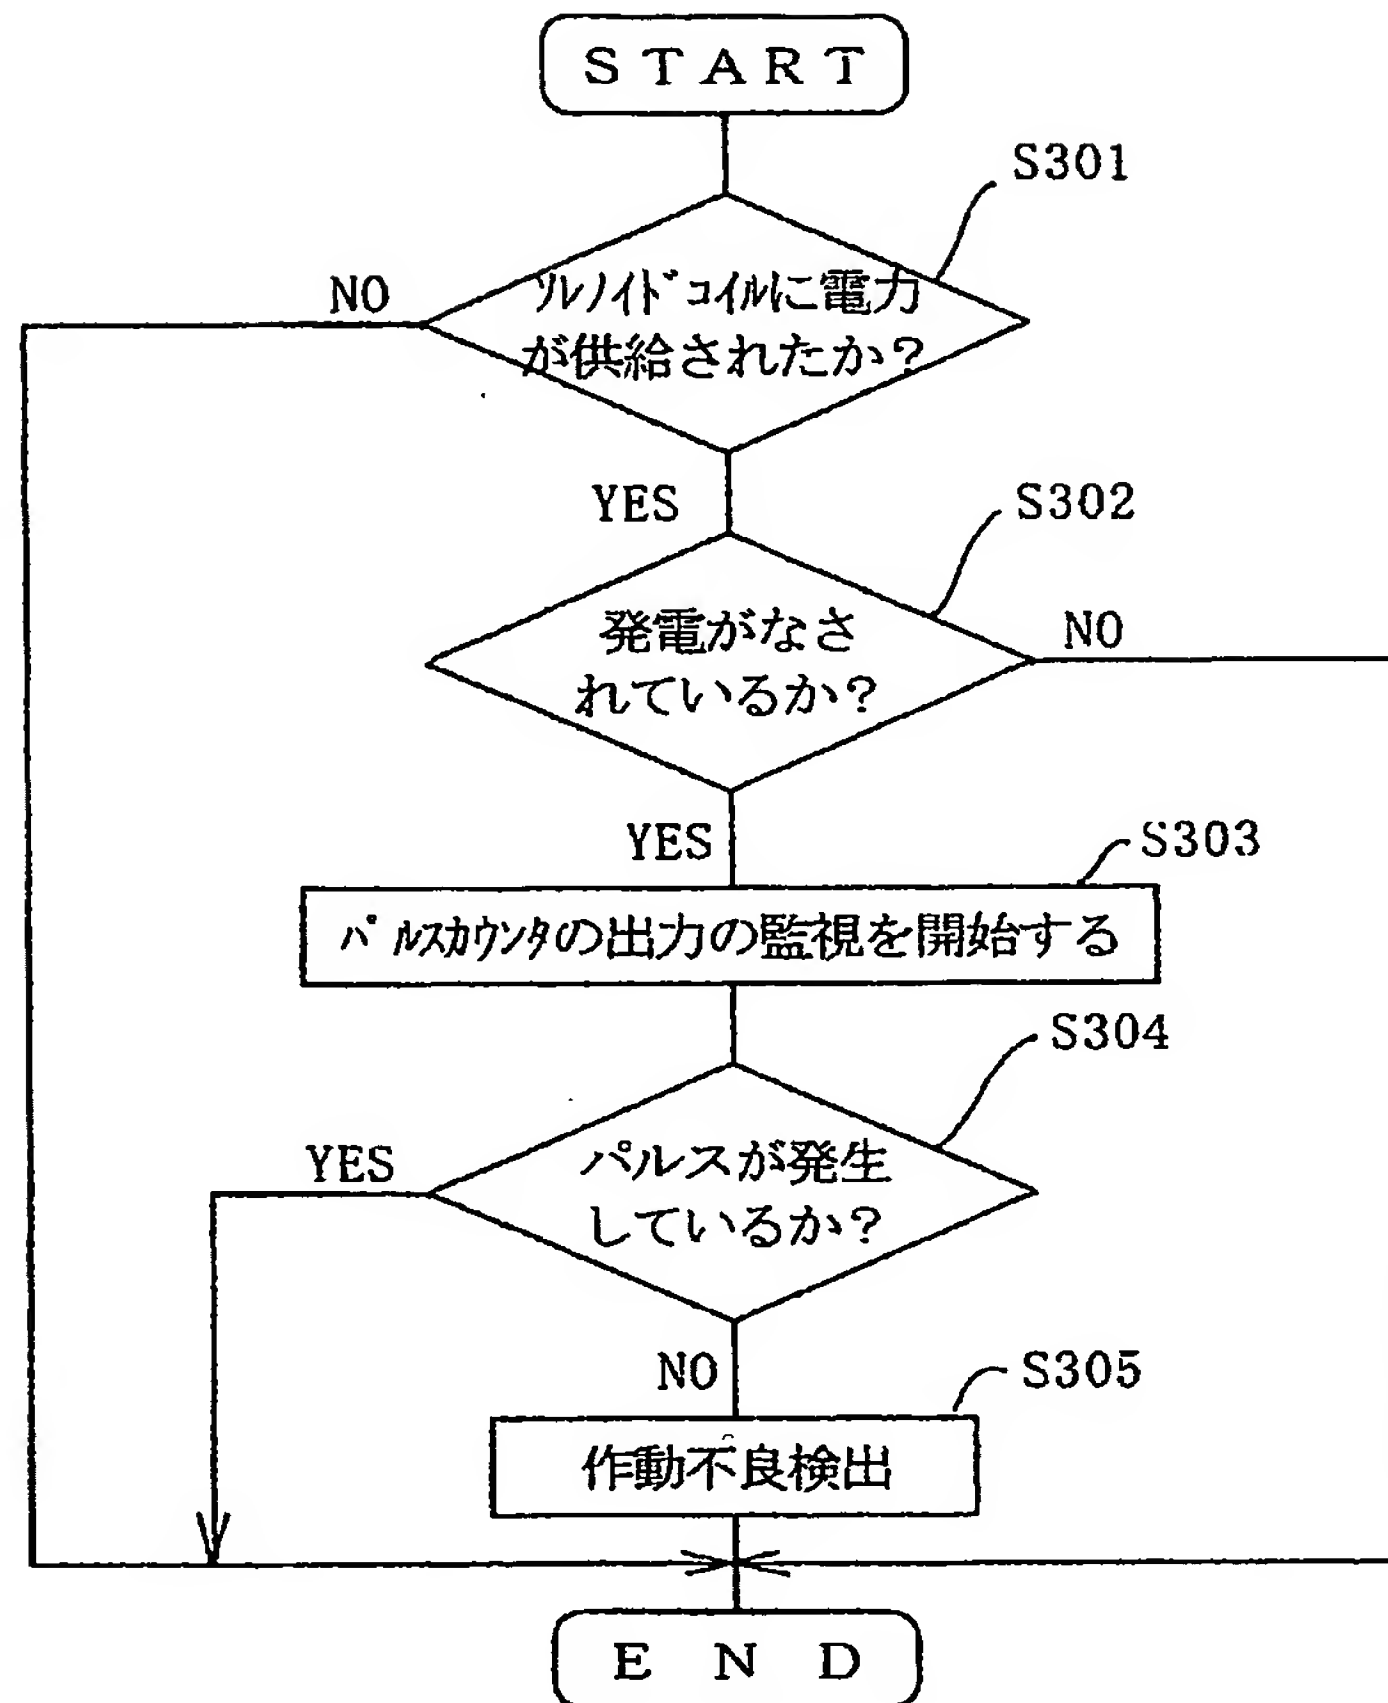 START
S301
NO
ｿﾚﾉｲﾄﾞｺｲﾙに電力
が供給されたか？
YES
S302
発電がなさ
れているか？
NO
YES
S303
ﾊﾟﾙｽｶｳﾝﾀの出力の監視を開始する
S304
YES
パルスが発生
しているか？
NO
S305
作動不良検出
END